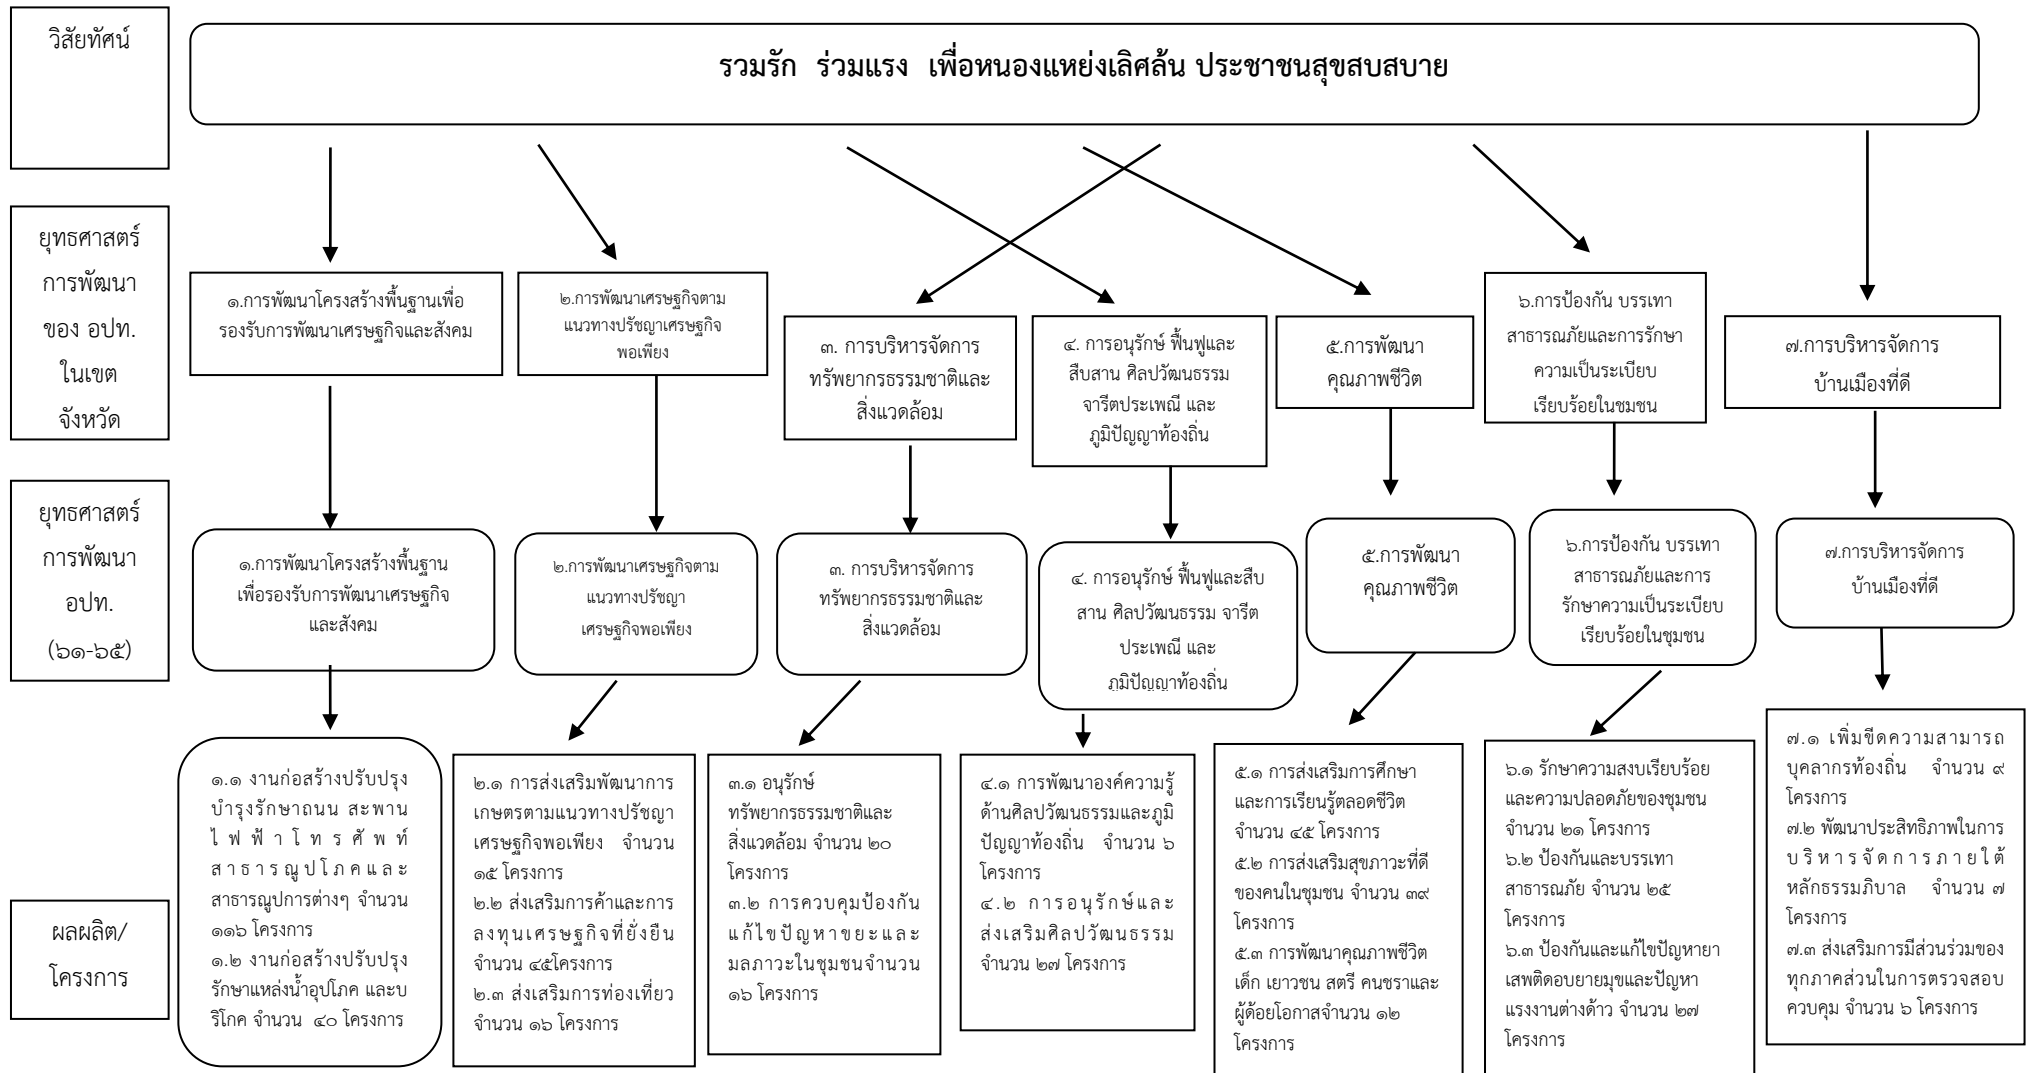 วิสัยทัศน์
รวมรัก ร่วมแรง เพื่อหนองแหย่งเลิศล้น ประชาชนสุขสบสบาย
ยุทธศาสตร์
การพัฒนา
ของ อปท.
ในเขต
จังหวัด
๑.การพัฒนาโครงสร้างพื้นฐานเพื่อ
รองรับการพัฒนาเศรษฐกิจและสังคม
๒.การพัฒนาเศรษฐกิจตาม
แนวทางปรัชญาเศรษฐกิจ
พอเพียง
๓. การบริหารจัดการ
ทรัพยากรธรรมชาติและ
สิ่งแวดล้อม
๔. การอนุรักษ์ ฟื้นฟูและ
สืบสาน ศิลปวัฒนธรรม
จารีตประเพณี และ
ภูมิปัญญาท้องถิ่น
๕.การพัฒนา
คุณภาพชีวิต
๖.การป้องกัน บรรเทา
สาธารณภัยและการรักษา
ความเป็นระเบียบ
เรียบร้อยในชุมชน
๗.การบริหารจัดการ
บ้านเมืองที่ดี
ยุทธศาสตร์
การพัฒนา
อปท.
(๖๑-๖๕)
๑.การพัฒนาโครงสร้างพื้นฐาน
เพื่อรองรับการพัฒนาเศรษฐกิจ
และสังคม
๒.การพัฒนาเศรษฐกิจตาม
แนวทางปรัชญา
เศรษฐกิจพอเพียง
๓. การบริหารจัดการ
ทรัพยากรธรรมชาติและ
สิ่งแวดล้อม
๔. การอนุรักษ์ ฟื้นฟูและสืบ
สาน ศิลปวัฒนธรรม จารีต
ประเพณี และ
ภูมิปัญญาท้องถิ่น
๕.การพัฒนา
คุณภาพชีวิต
๖.การป้องกัน บรรเทา
สาธารณภัยและการ
รักษาความเป็นระเบียบ
เรียบร้อยในชุมชน
๗.การบริหารจัดการ
บ้านเมืองที่ดี
ผลผลิต/
โครงการ
๑.๑ งานก่อสร้างปรับปรุง
บำรุงรักษาถนน สะพาน
ไฟฟ้าโทรศัพท์
สาธารณูปโภคและ
สาธารณูปการต่างๆ จำนวน
๑๑๖ โครงการ
๑.๒ งานก่อสร้างปรับปรุง
รักษาแหล่งน้ำอุปโภค และบ
ริโภค จำนวน ๔๐ โครงการ
๒.๑ การส่งเสริมพัฒนาการ
เกษตรตามแนวทางปรัชญา
เศรษฐกิจพอเพียง จำนวน
๑๕ โครงการ
๒.๒ ส่งเสริมการค้าและการ
ลงทุนเศรษฐกิจที่ยั่งยืน
จำนวน ๔๕โครงการ
๒.๓ ส่งเสริมการท่องเที่ยว
จำนวน ๑๖ โครงการ
๓.๑ อนุรักษ์
ทรัพยากรธรรมชาติและ
สิ่งแวดล้อม จำนวน ๒๐
โครงการ
๓.๒ การควบคุมป้องกัน
แก้ไขปัญหาขยะและ
มลภาวะในชุมชนจำนวน
๑๖ โครงการ
๔.๑ การพัฒนาองค์ความรู้
ด้านศิลปวัฒนธรรมและภูมิ
ปัญญาท้องถิ่น จำนวน ๖
โครงการ
๔.๒ การอนุรักษ์และ
ส่งเสริมศิลปวัฒนธรรม
จำนวน ๒๗ โครงการ
๕.๑ การส่งเสริมการศึกษา
และการเรียนรู้ตลอดชีวิต
จำนวน ๔๕ โครงการ
๕.๒ การส่งเสริมสุขภาวะที่ดี
ของคนในชุมชน จำนวน ๓๙
โครงการ
๕.๓ การพัฒนาคุณภาพชีวิต
เด็ก เยาวชน สตรี คนชราและ
ผู้ด้อยโอกาสจำนวน ๑๒
โครงการ
๖.๑ รักษาความสงบเรียบร้อย
และความปลอดภัยของชุมชน
จำนวน ๒๑ โครงการ
๖.๒ ป้องกันและบรรเทา
สาธารณภัย จำนวน ๒๕
โครงการ
๖.๓ ป้องกันและแก้ไขปัญหายา
เสพติดอบยายมุขและปัญหา
แรงงานต่างด้าว จำนวน ๒๗
โครงการ
๗.๑ เพิ่มขีดความสามารถ
บุคลากรท้องถิ่น จำนวน ๙
โครงการ
๗.๒ พัฒนาประสิทธิภาพในการ
บริหารจัดการภายใต้
หลักธรรมภิบาล จำนวน ๗
โครงการ
๗.๓ ส่งเสริมการมีส่วนร่วมของ
ทุกภาคส่วนในการตรวจสอบ
ควบคุม จำนวน ๖ โครงการ